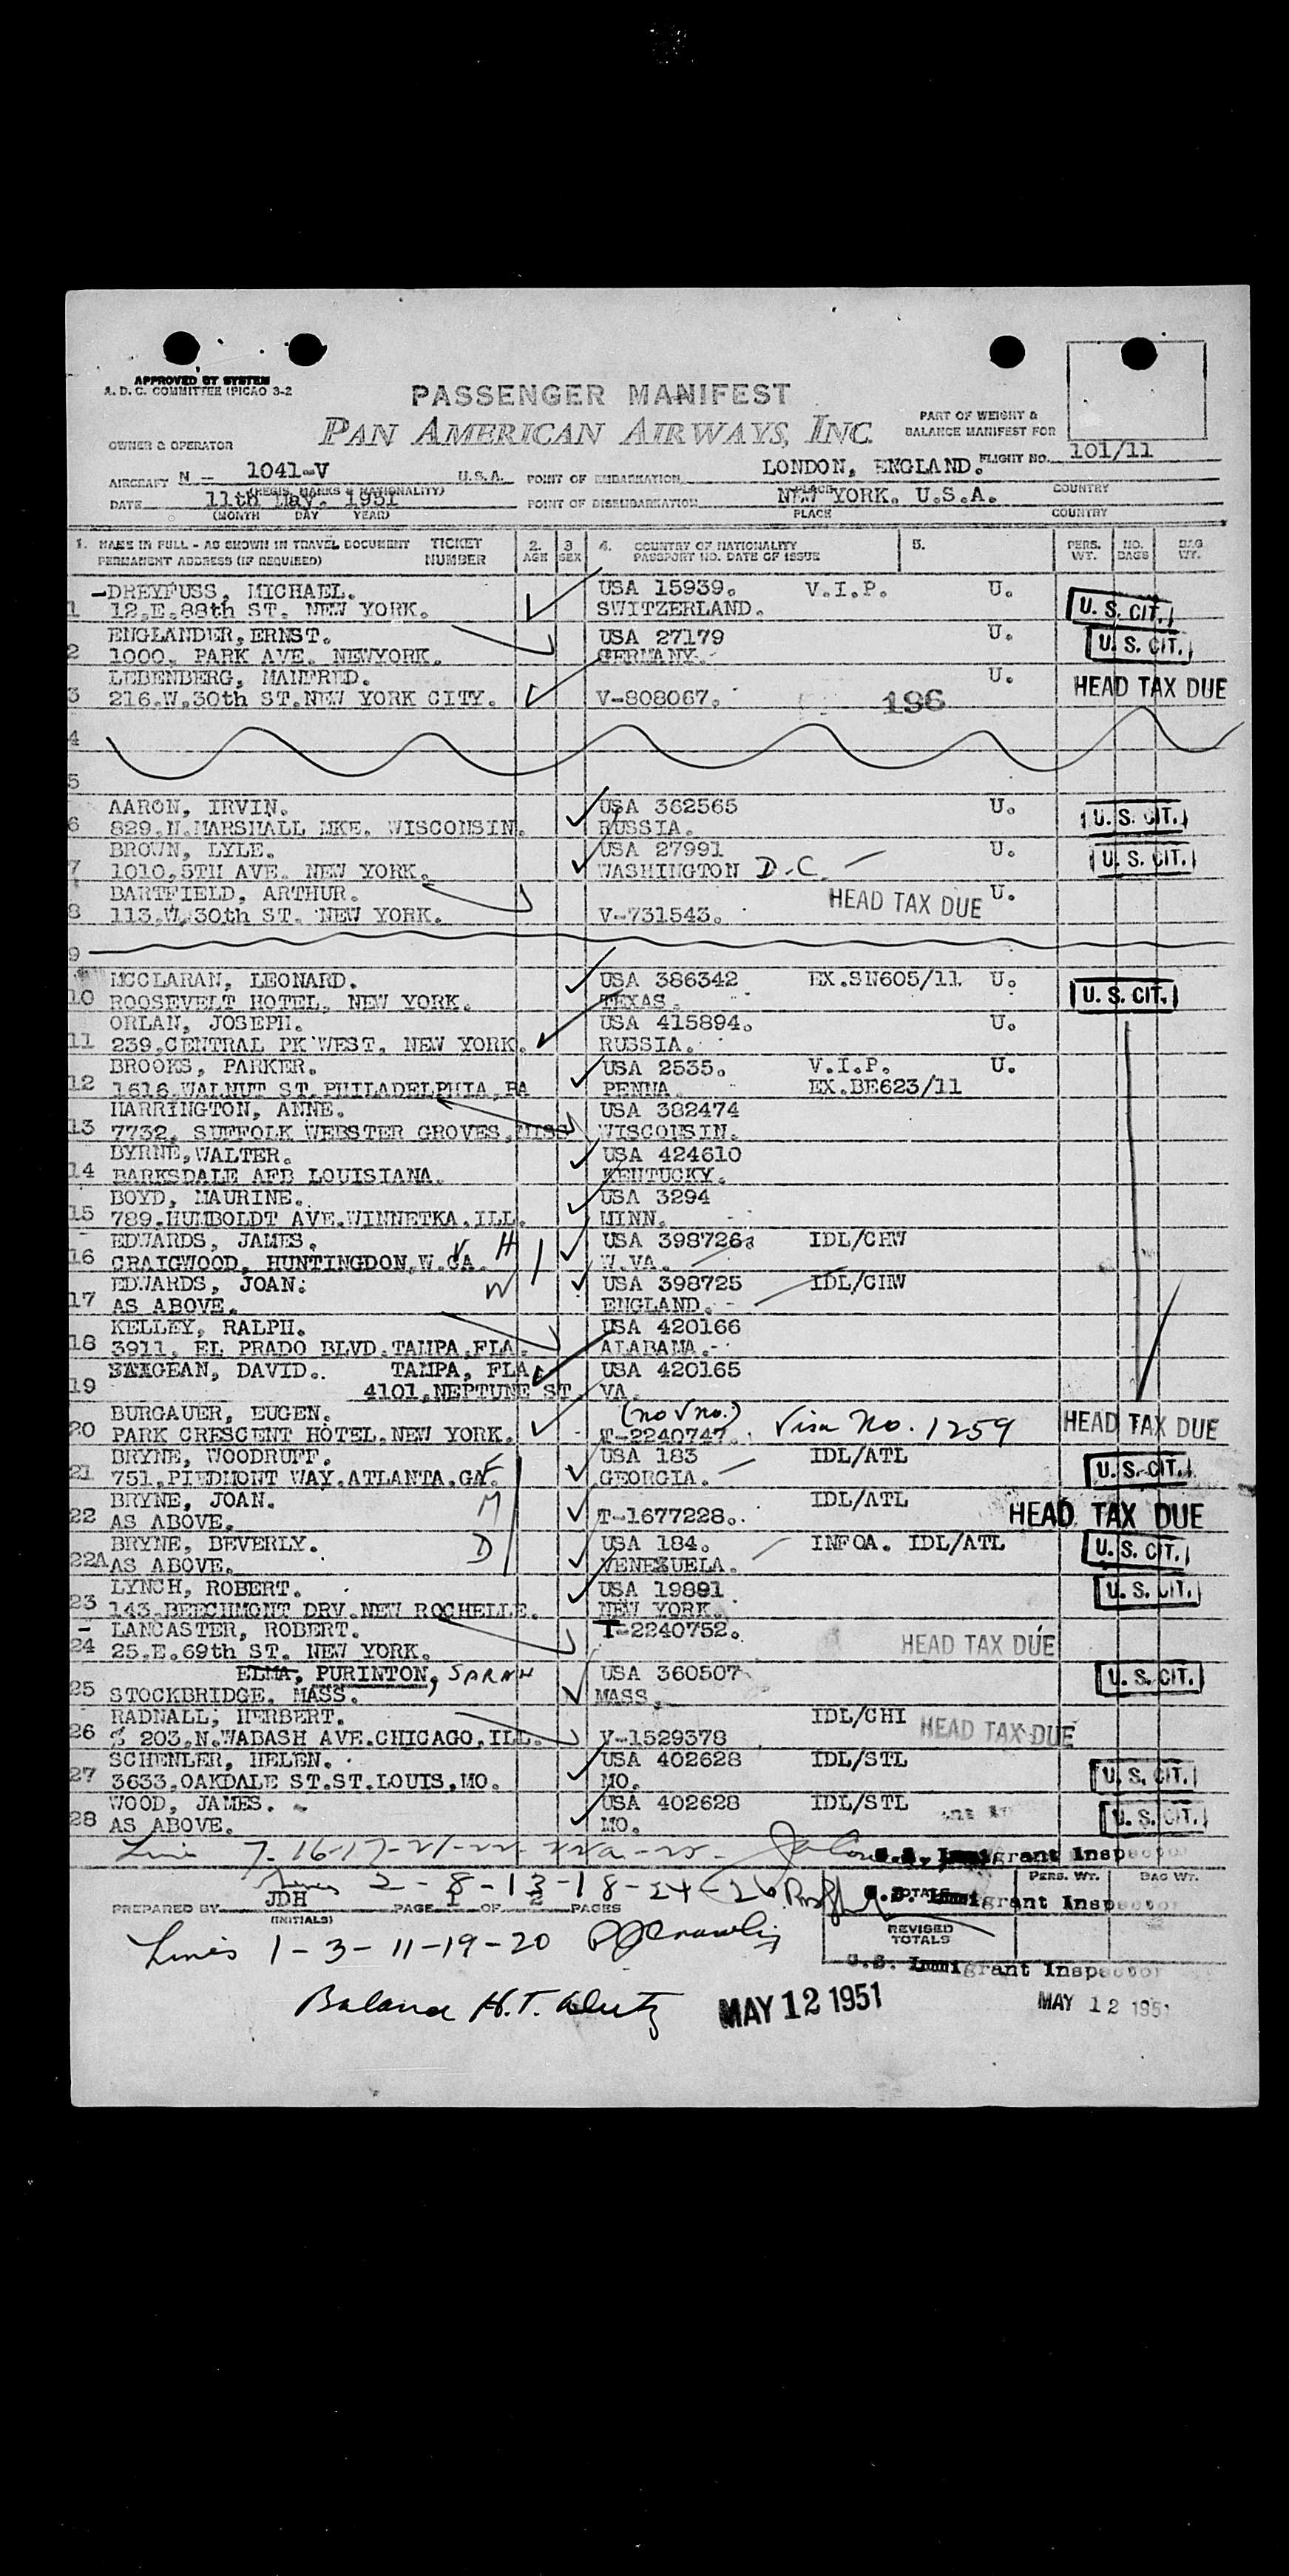 APPROVED BY SYSTEM
A. D. C. COMMITTEE (PICAO 3-2
PASSENGER MANIFEST
PAN AMERICAN AIRWAYS, INC.
PART OF WEIGHT &
BALANCE MANIFEST FOR
OWNER & OPERATOR
FLIGHT NO. 101/11
AIRCRAFT N - 1041-V U.S.A. POINT OF EMBARKATION LONDON, ENGLAND.
(REGIS. MARKS & NATIONALITY) PLACE COUNTRY
DATE 11th May. 1951 POINT OF DISEMBARKATION NEW YORK. U.S.A.
(MONTH DAY YEAR) PLACE COUNTRY
1. NAME IN FULL - AS SHOWN IN TRAVEL DOCUMENT TICKET 2. 3 4. COUNTRY OF NATIONALITY 5. PERS. NO. BAG
PERMANENT ADDRESS (IF REQUIRED) NUMBER AGE SEX PASSPORT NO. DATE OF ISSUE WT. BAGS WT.
-DREYFUSS, MICHAEL. USA 15939. V.I.P. U.
1 12.E.88th ST. NEW YORK. SWITZERLAND. U. S. CIT.
ENGLANDER,ERNST. USA 27179 U.
2 1000. PARK AVE. NEWYORK. GERMANY. U. S. CIT.
LEBENBERG, MANFRED. U.
3 216.W.30th ST.NEW YORK CITY. V-808067. 196 HEAD TAX DUE
4
5
AARON, IRVIN. USA 362565 U.
6 829.N.MARSHALL MKE. WISCONSIN. RUSSIA. U. S. CIT.
BROWN, LYLE. USA 27991 U.
7 1010.5TH AVE. NEW YORK. WASHINGTON D.C. U. S. CIT.
BARTFIELD, ARTHUR. HEAD TAX DUE U.
8 113.W.30th ST. NEW YORK. V-731543.
9
MCCLARAN, LEONARD. USA 386342 EX.SN605/11 U.
10 ROOSEVELT HOTEL, NEW YORK. TEXAS. U. S. CIT.
ORLAN, JOSEPH. USA 415894. U.
11 239.CENTRAL PK WEST, NEW YORK. RUSSIA.
BROOKS, PARKER. USA 2535. V.I.P. U.
12 1616.WALNUT ST.PHILADELPHIA,PA PENNA. EX.BE623/11
HARRINGTON, ANNE. USA 382474
13 7732, SUFFOLK WEBSTER GROVES,MISS WISCONSIN.
BYRNE,WALTER. USA 424610
14 BARKSDALE AFB LOUISIANA. KENTUCKY.
BOYD, MAURINE. USA 3294
15 789.HUMBOLDT AVE.WINNETKA.ILL. MINN.
EDWARDS, JAMES. H USA 398726. IDL/CHW
16 CRAIGWOOD, HUNTINGDON,W.VA. W.VA.
EDWARDS, JOAN. W USA 398725 IDL/CHW
17 AS ABOVE. ENGLAND.
KELLEY, RALPH. USA 420166
18 3911. EL PRADO BLVD.TAMPA,FLA. ALABAMA.
SARGEAN, DAVID. TAMPA, FLA. USA 420165
19 4101.NEPTUNE ST. VA.
BURGAUER, EUGEN. (no V no.) Visa No. 1259
20 PARK CRESCENT HOTEL.NEW YORK. T-2240747. HEAD TAX DUE
BRYNE, WOODRUFF. F USA 183 IDL/ATL
21 751.PIEDMONT WAY.ATLANTA.GA. GEORGIA. U. S. CIT.
BRYNE, JOAN. M IDL/ATL
22 AS ABOVE. T-1677228. HEAD TAX DUE
BRYNE, BEVERLY. D USA 184. INFOA. IDL/ATL
22A AS ABOVE. VENEZUELA. U. S. CIT.
LYNCH, ROBERT. USA 19891
23 143.BEECHMONT DRV.NEW ROCHELLE. NEW YORK. U. S. CIT.
- LANCASTER, ROBERT. T-2240752.
24 25.E.69th ST. NEW YORK. HEAD TAX DUE
ELMA, PURINTON, SARAH USA 360507
25 STOCKBRIDGE. MASS. MASS. U. S. CIT.
RADNALL, HERBERT. IDL/CHI
26 % 203.N.WABASH AVE.CHICAGO.ILL. V-1529378 HEAD TAX DUE
SCHENLER, HELEN. USA 402628 IDL/STL
27 3633.OAKDALE ST.ST.LOUIS,MO. MO. U. S. CIT.
WOOD, JAMES. USA 402628 IDL/STL
28 AS ABOVE. MO. U. S. CIT.
Line 7-16-17-21-22-22a-25- U.S. Immigrant Inspector
Lines 2-8-13-18-24-26 TOTALS PERS. WT. BAG WT.
U.S. Immigrant Inspector
PREPARED BY JDH PAGE 1 OF 2 PAGES
(INITIALS)
REVISED
TOTALS
Lines 1-3-11-19-20
U.S. Immigrant Inspector
Balance H.T.
MAY 12 1951 MAY 12 1951